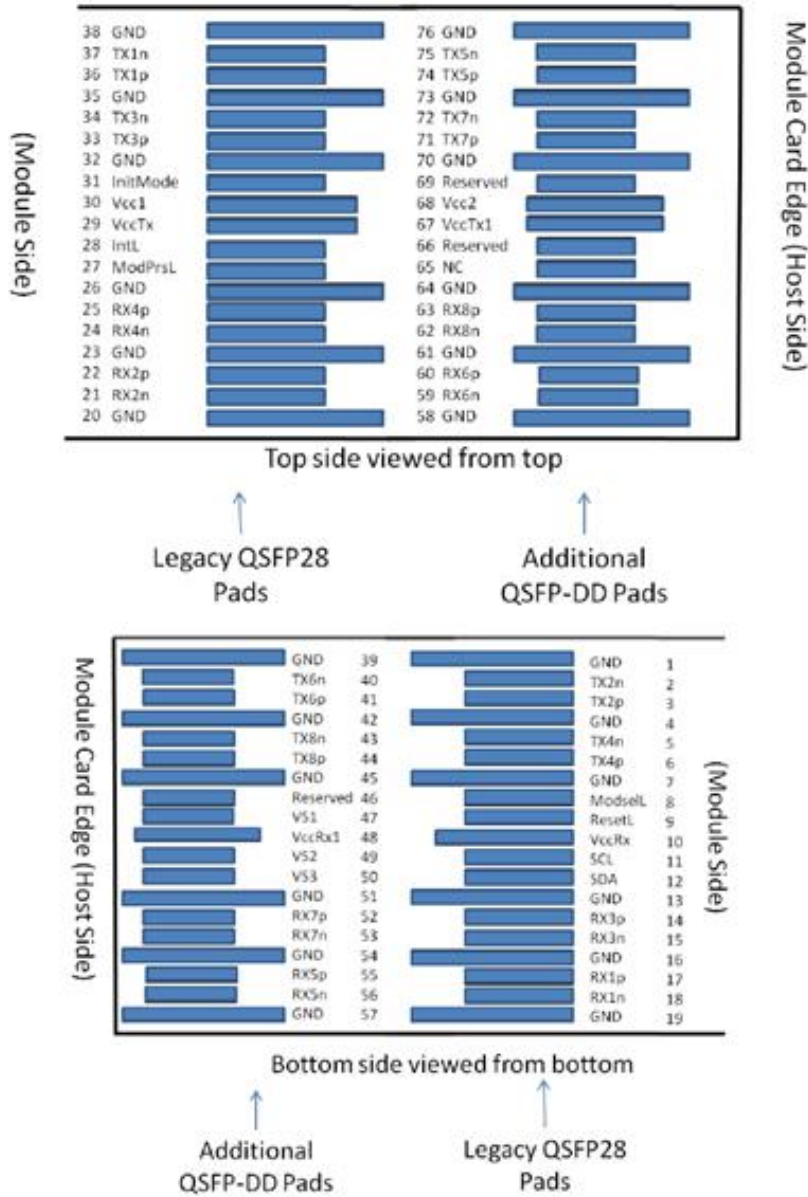 38 GND 76 GND
37 TX1n 75 TX5n
36 TX1p 74 TX5p
35 GND 73 GND
34 TX3n 72 TX7n
33 TX3p 71 TX7p
32 GND 70 GND
31 InitMode 69 Reserved
30 Vcc1 68 Vcc2
29 VccTx 67 VccTx1
28 IntL 66 Reserved
27 ModPrsL 65 NC
26 GND 64 GND
25 RX4p 63 RX8p
24 RX4n 62 RX8n
23 GND 61 GND
22 RX2p 60 RX6p
21 RX2n 59 RX6n
20 GND 58 GND
(Module Side)
Module Card Edge (Host Side)
Top side viewed from top
Legacy QSFP28
Pads
Additional
QSFP-DD Pads
Module Card Edge (Host Side)
GND 39 GND 1
TX6n 40 TX2n 2
TX6p 41 TX2p 3
GND 42 GND 4
TX8n 43 TX4n 5
TX8p 44 TX4p 6
GND 45 GND 7
Reserved 46 ModselL 8
VS1 47 ResetL 9
VccRx1 48 VccRx 10
VS2 49 SCL 11
VS3 50 SDA 12
GND 51 GND 13
RX7p 52 RX3p 14
RX7n 53 RX3n 15
GND 54 GND 16
RX5p 55 RX1p 17
RX5n 56 RX1n 18
GND 57 GND 19
(Module Side)
Bottom side viewed from bottom
Additional
QSFP-DD Pads
Legacy QSFP28
Pads